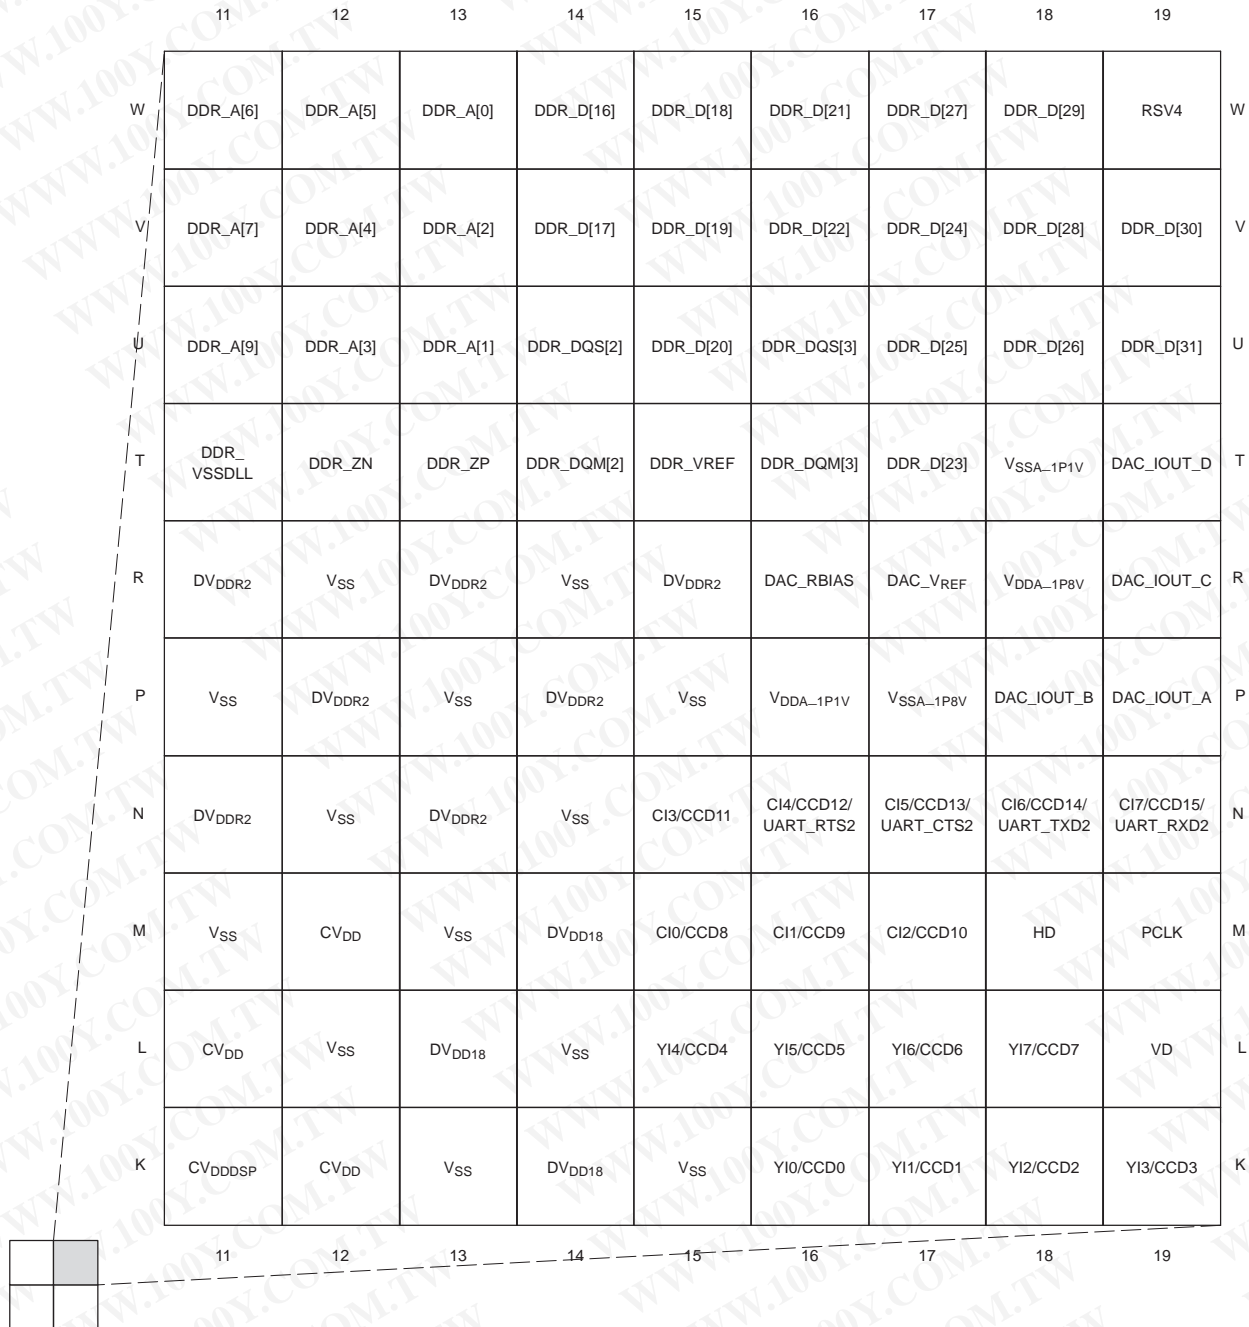 11 12 13 14 15 16 17 18 19
W DDR_A[6] DDR_A[5] DDR_A[0] DDR_D[16] DDR_D[18] DDR_D[21] DDR_D[27] DDR_D[29] RSV4 W
V DDR_A[7] DDR_A[4] DDR_A[2] DDR_D[17] DDR_D[19] DDR_D[22] DDR_D[24] DDR_D[28] DDR_D[30] V
U DDR_A[9] DDR_A[3] DDR_A[1] DDR_DQS[2] DDR_D[20] DDR_DQS[3] DDR_D[25] DDR_D[26] DDR_D[31] U
T DDR_ VSSDLL DDR_ZN DDR_ZP DDR_DQM[2] DDR_VREF DDR_DQM[3] DDR_D[23] VSSA_1P1V DAC_IOUT_D T
R DVDDR2 VSS DVDDR2 VSS DVDDR2 DAC_RBIAS DAC_VREF VDDA_1P8V DAC_IOUT_C R
P VSS DVDDR2 VSS DVDDR2 VSS VDDA_1P1V VSSA_1P8V DAC_IOUT_B DAC_IOUT_A P
N DVDDR2 VSS DVDDR2 VSS CI3/CCD11 CI4/CCD12/ UART_RTS2 CI5/CCD13/ UART_CTS2 CI6/CCD14/ UART_TXD2 CI7/CCD15/ UART_RXD2 N
M VSS CVDD VSS DVDD18 CI0/CCD8 CI1/CCD9 CI2/CCD10 HD PCLK M
L CVDD VSS DVDD18 VSS YI4/CCD4 YI5/CCD5 YI6/CCD6 YI7/CCD7 VD L
K CVDDDSP CVDD VSS DVDD18 VSS YI0/CCD0 YI1/CCD1 YI2/CCD2 YI3/CCD3 K
11 12 13 14 15 16 17 18 19
WWW.100Y.COM.TW